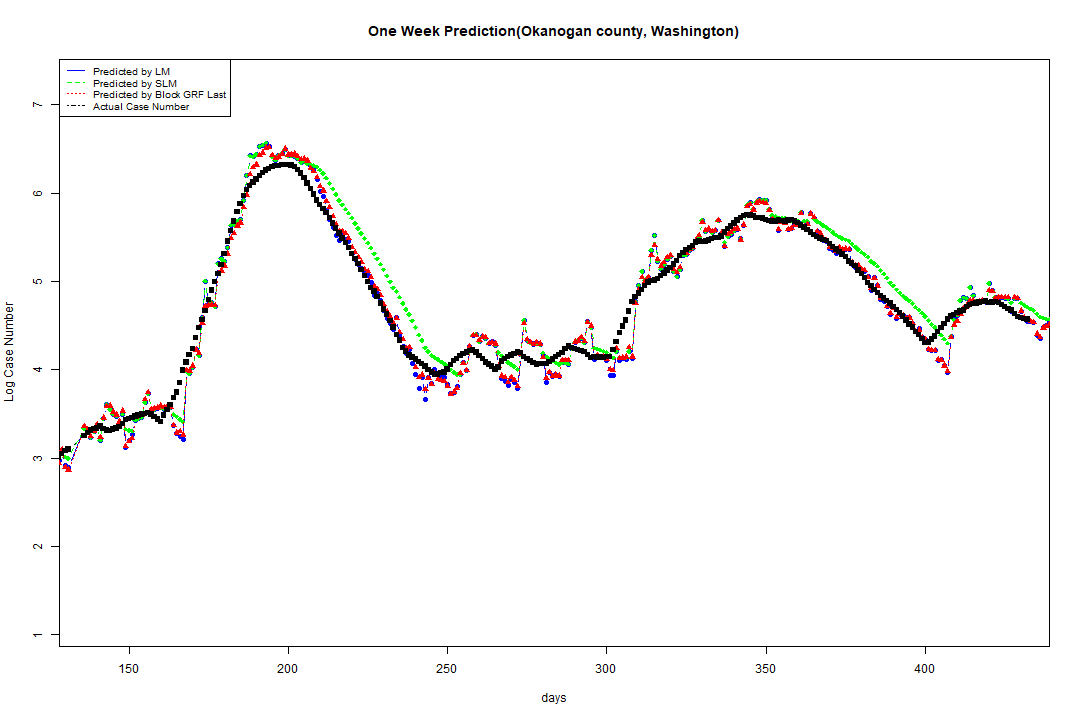 One Week Prediction(Okanogan county, Washington)
Predicted by LM
Predicted by SLM
Predicted by Block GRF Last
Actual Case Number
7
6
5
4
3
2
1
Log Case Number
150 200 250 300 350 400
days